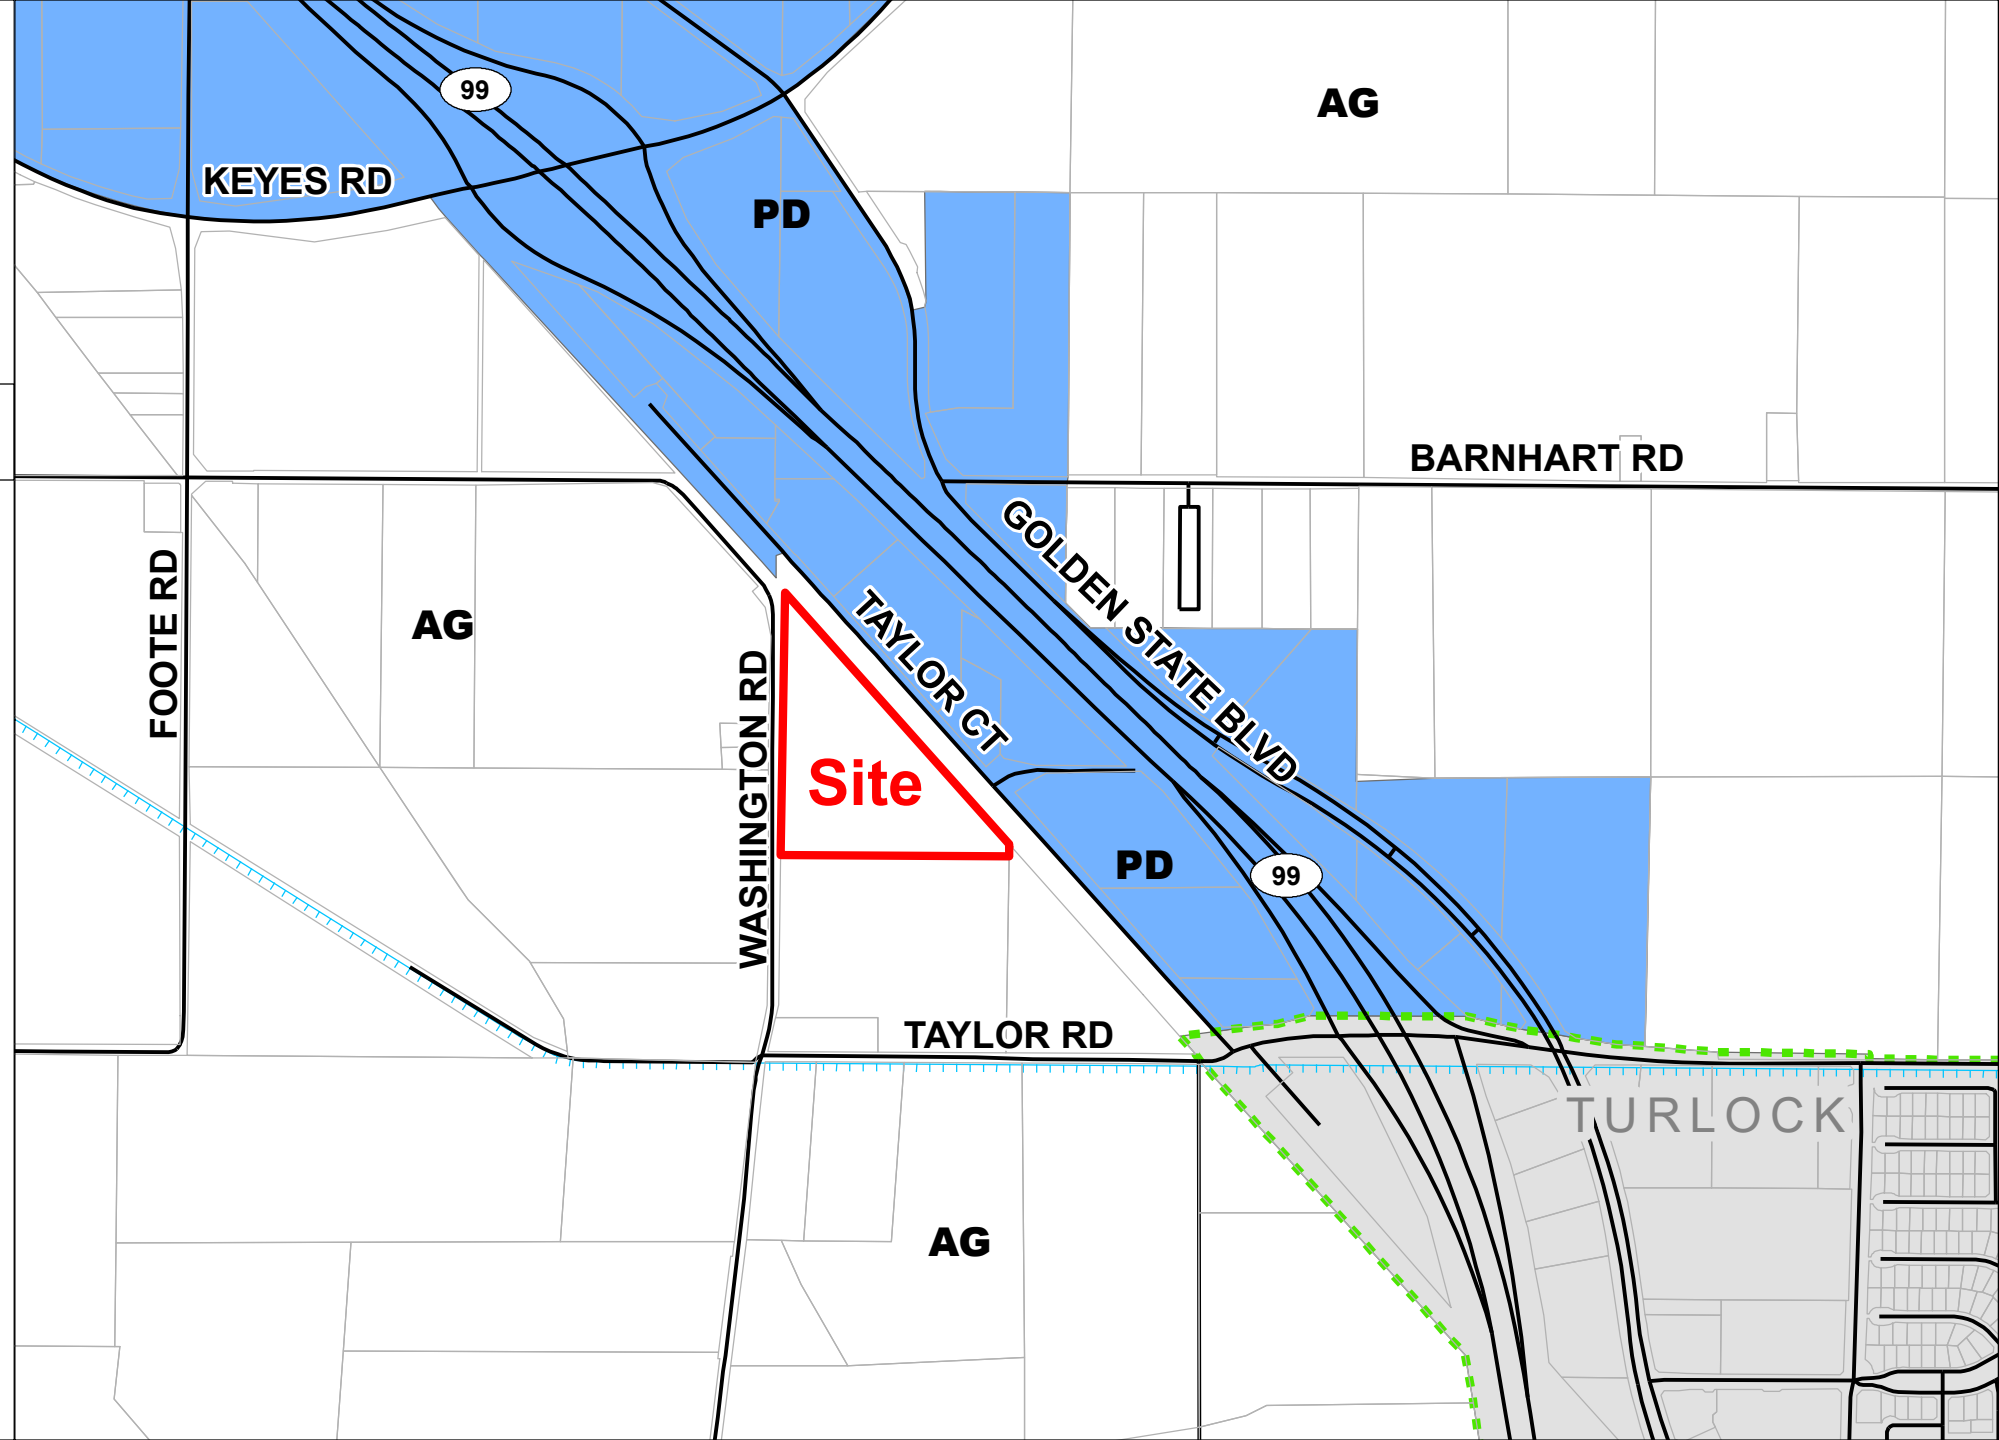 99
AG
KEYES RD
PD
BARNHART RD
GOLDEN STATE BLVD
FOOTE RD
AG
TAYLOR CT
WASHINGTON RD
Site
PD
99
TAYLOR RD
TURLOCK
AG